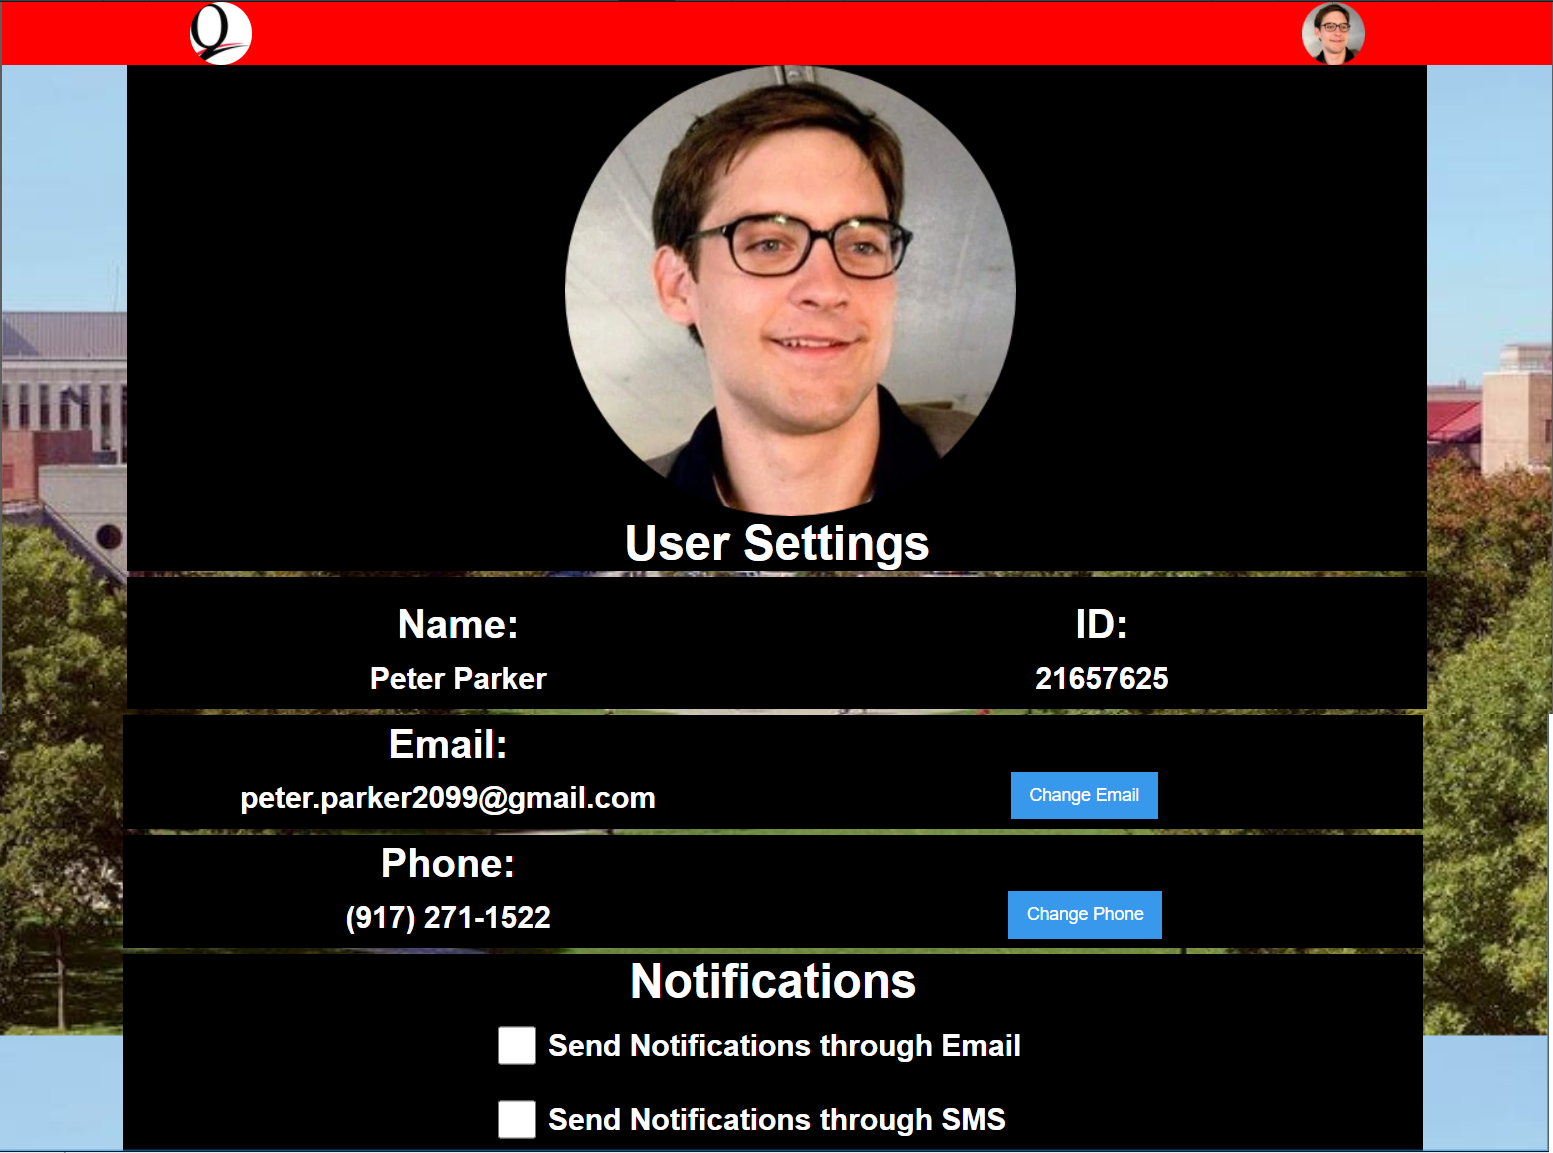 Q
User Settings
Name:
ID:
Peter Parker
21657625
Email:
peter.parker2099@gmail.com
Change Email
Phone:
(917) 271-1522
Change Phone
Notifications
Send Notifications through Email
Send Notifications through SMS